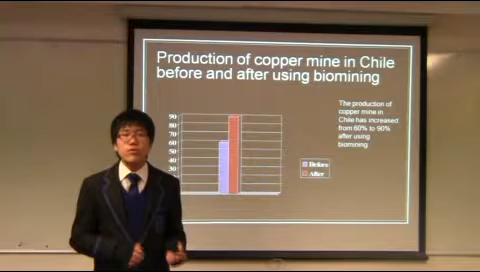 Production of copper mine in Chile
before and after using biomining
The production of
copper mine in
Chile has increased
from 60% to 90%
after using
biomining
90
80
70
60
50
40
30
Before
After